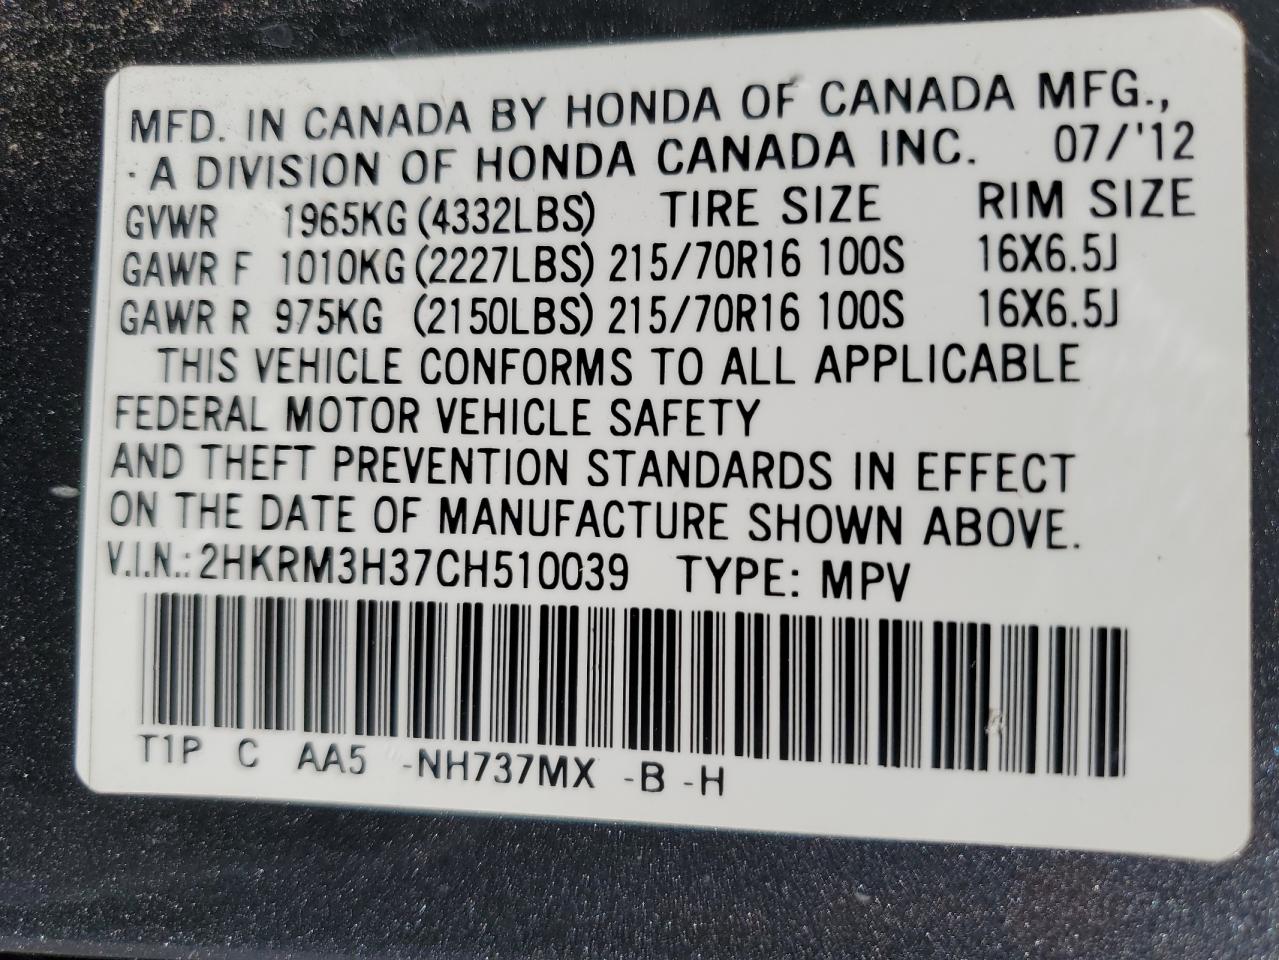 MFD. IN CANADA BY HONDA OF CANADA MFG.,
· A DIVISION OF HONDA CANADA INC. 07/'12
GVWR 1965KG (4332LBS) TIRE SIZE RIM SIZE
GAWR F 1010KG (2227LBS) 215/70R16 100S 16X6.5J
GAWR R 975KG (2150LBS) 215/70R16 100S 16X6.5J
THIS VEHICLE CONFORMS TO ALL APPLICABLE
FEDERAL MOTOR VEHICLE SAFETY
AND THEFT PREVENTION STANDARDS IN EFFECT
ON THE DATE OF MANUFACTURE SHOWN ABOVE.
V.I.N.: 2HKRM3H37CH510039 TYPE: MPV
T1P C AA5 -NH737MX -B -H